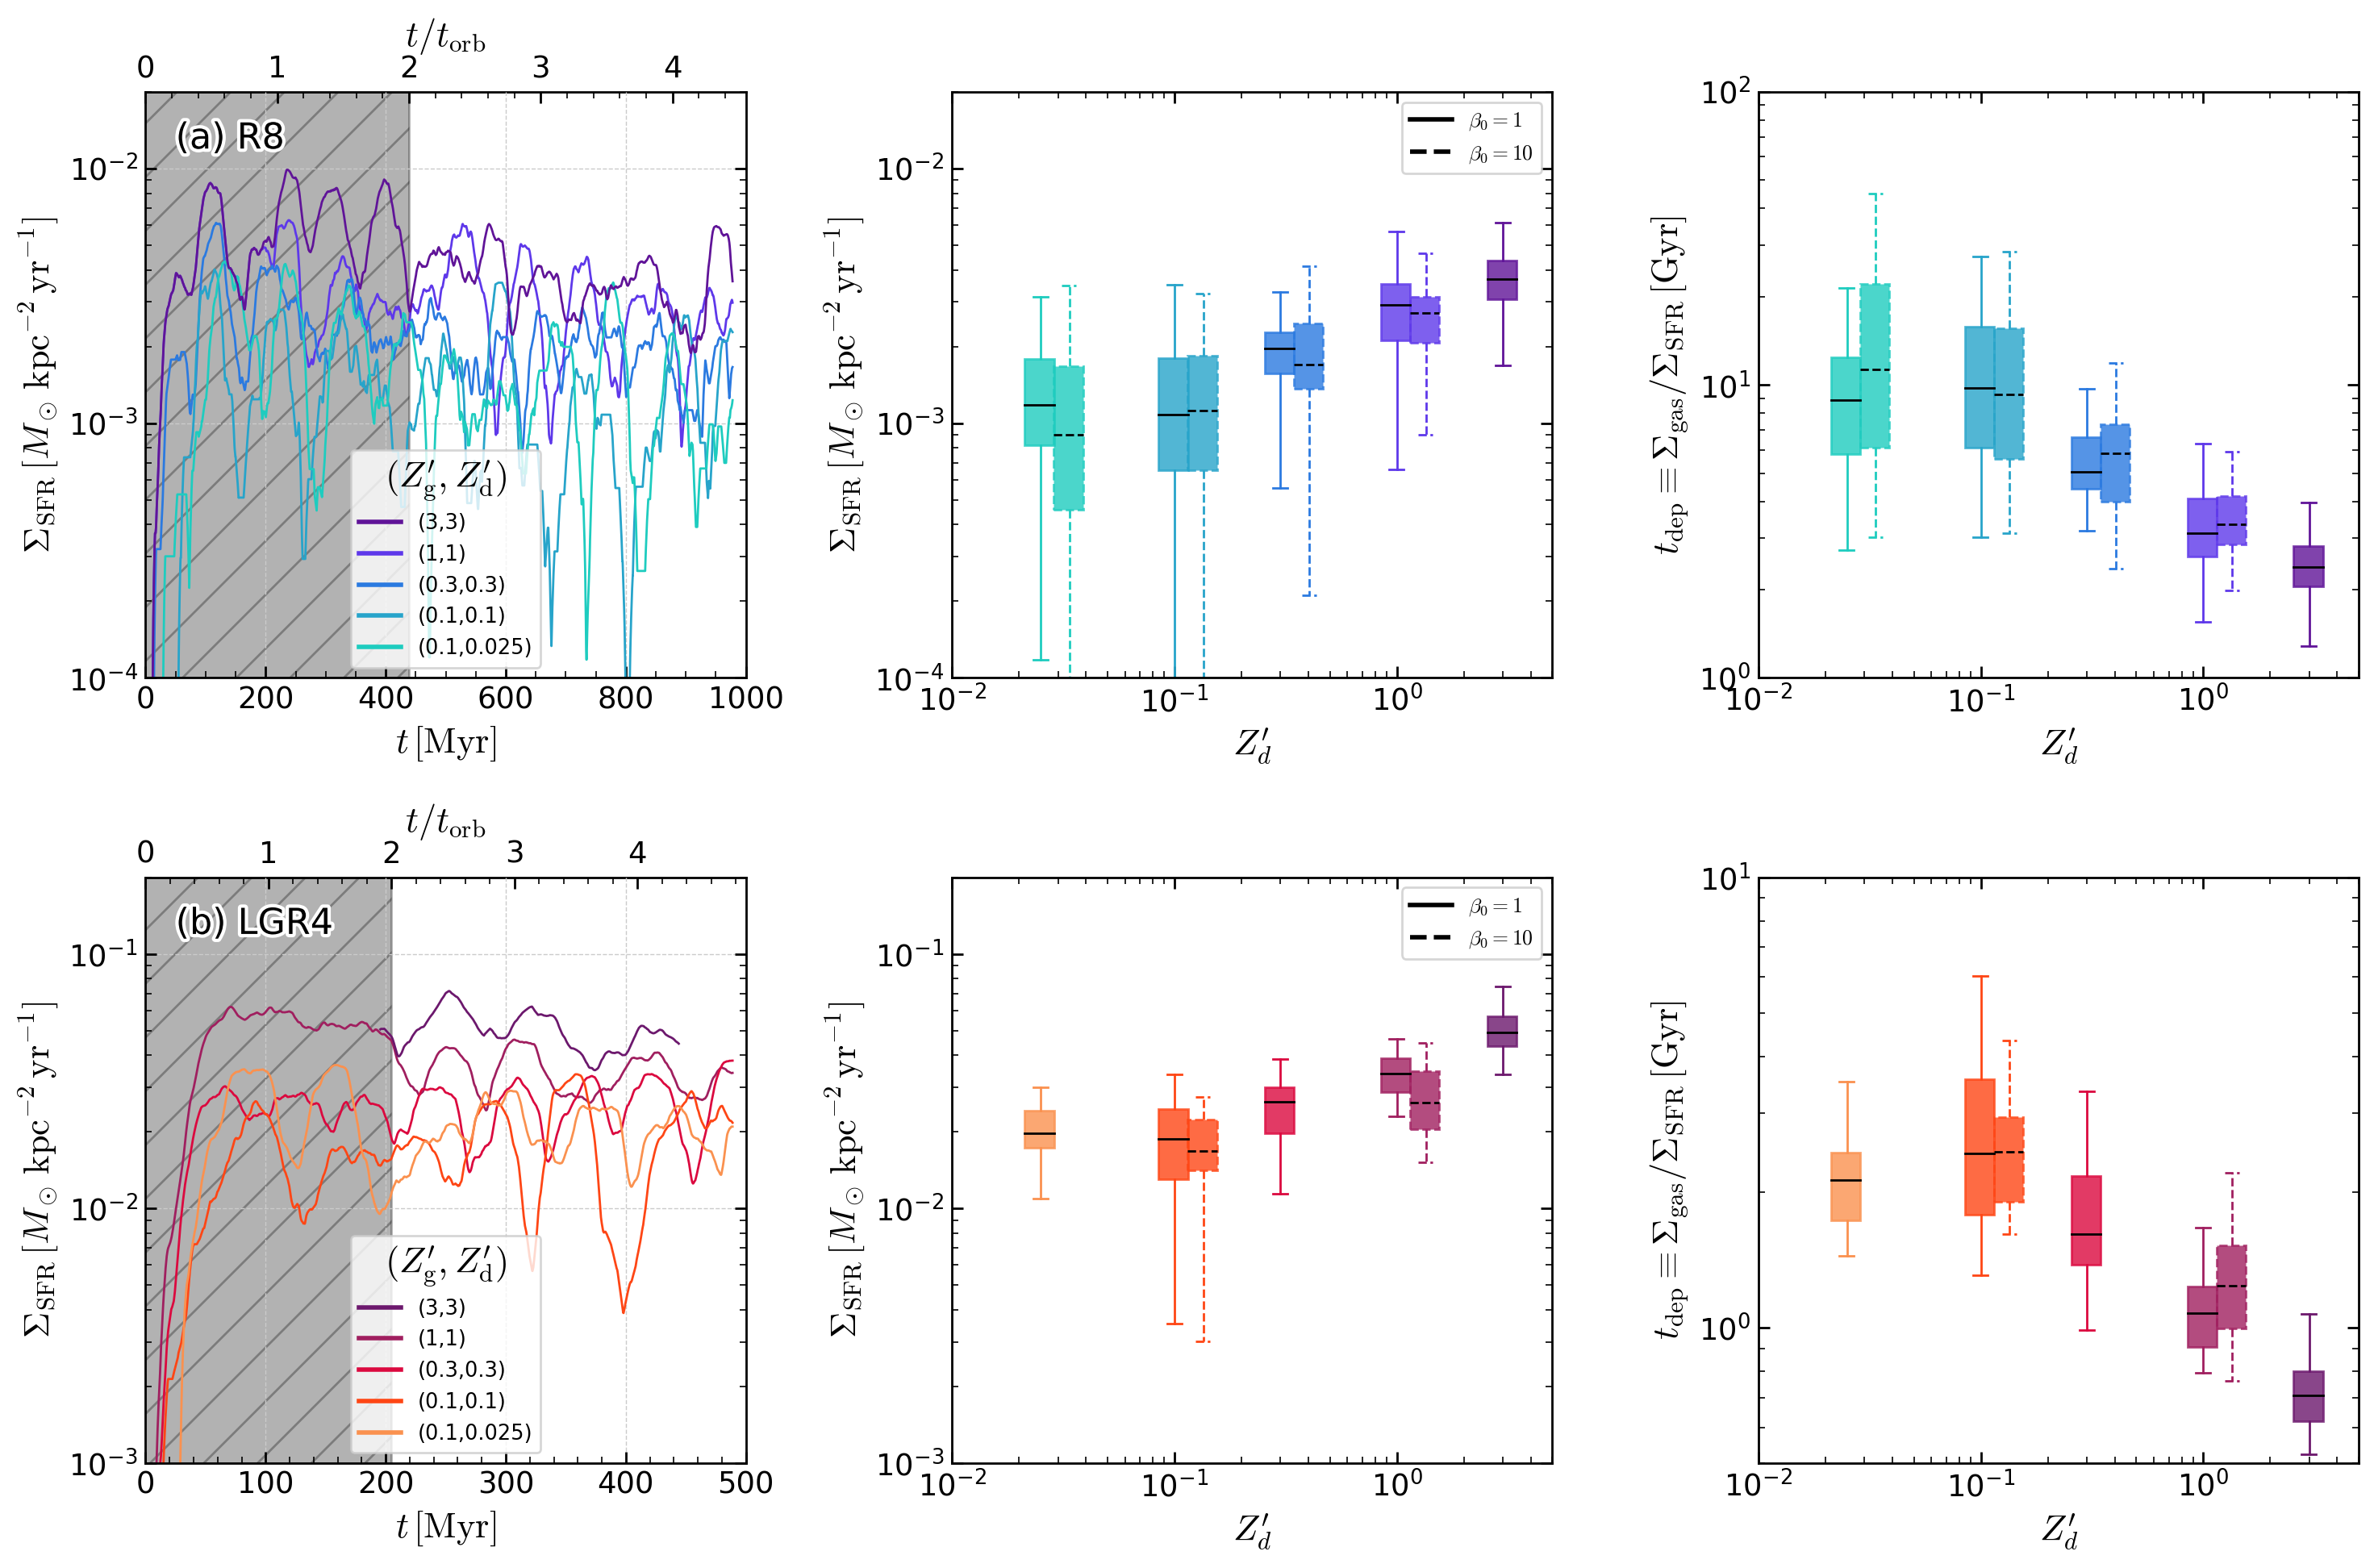 t/t_orb
0 1 2 3 4
(a) R8
Σ_SFR [M_⊙ kpc^−2 yr^−1]
10^−2
10^−3
10^−4
(Z′_g, Z′_d)
(3,3)
(1,1)
(0.3,0.3)
(0.1,0.1)
(0.1,0.025)
0 200 400 600 800 1000
t [Myr]
Σ_SFR [M_⊙ kpc^−2 yr^−1]
10^−2
10^−3
10^−4
β_0 = 1
β_0 = 10
10^−2 10^−1 10^0
Z′_d
t_dep ≡ Σ_gas/Σ_SFR [Gyr]
10^2
10^1
10^0
10^−2 10^−1 10^0
Z′_d
t/t_orb
0 1 2 3 4
(b) LGR4
Σ_SFR [M_⊙ kpc^−2 yr^−1]
10^−1
10^−2
10^−3
(Z′_g, Z′_d)
(3,3)
(1,1)
(0.3,0.3)
(0.1,0.1)
(0.1,0.025)
0 100 200 300 400 500
t [Myr]
Σ_SFR [M_⊙ kpc^−2 yr^−1]
10^−1
10^−2
10^−3
β_0 = 1
β_0 = 10
10^−2 10^−1 10^0
Z′_d
t_dep ≡ Σ_gas/Σ_SFR [Gyr]
10^1
10^0
10^−2 10^−1 10^0
Z′_d